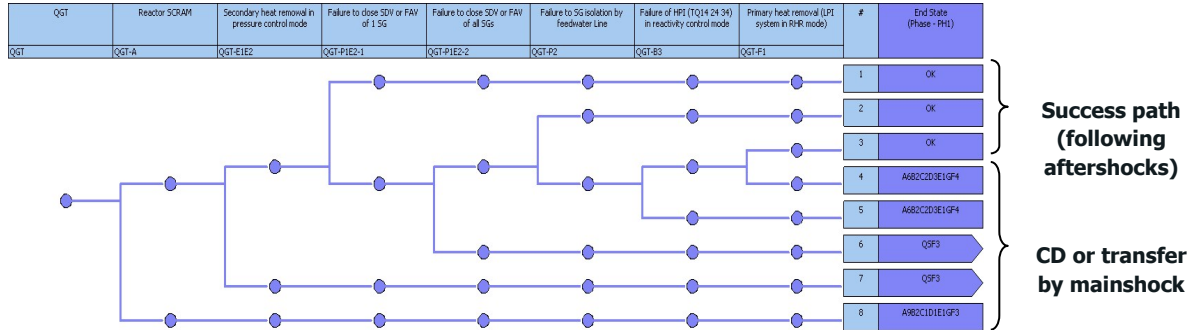 QGT
Reactor SCRAM
Secondary heat removal in
pressure control mode
Failure to close SDV or FAV
of 1 SG
Failure to close SDV or FAV
of all SGs
Failure to SG isolation by
feedwater Line
Failure of HPI (TQ14 24 34)
in reactivity control mode
Primary heat removal (LPI
system in RHR mode)
#
End State
(Phase - PH1)
QGT
QGT-A
QGT-E1E2
QGT-P1E2-1
QGT-P1E2-2
QGT-P2
QGT-B3
QGT-F1
1
OK
2
OK
3
OK
4
A6B2C2D3E1GF4
5
A6B2C2D3E1GF4
6
QSF3
7
QSF3
8
A9B2C1D1E1GF3
Success path
(following
aftershocks)
CD or transfer
by mainshock